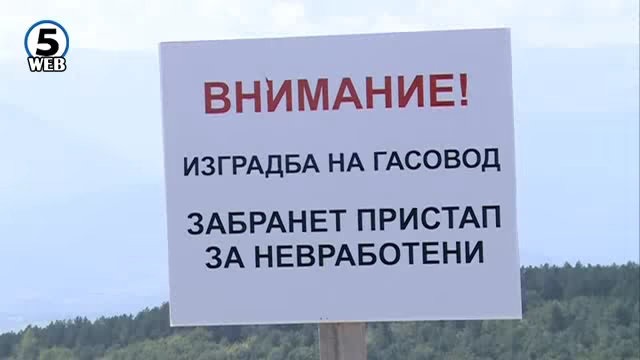 5
WEB
ВНИМАНИЕ!
ИЗГРАДБА НА ГАСОВОД
ЗАБРАНЕТ ПРИСТАП
ЗА НЕВРАБОТЕНИ